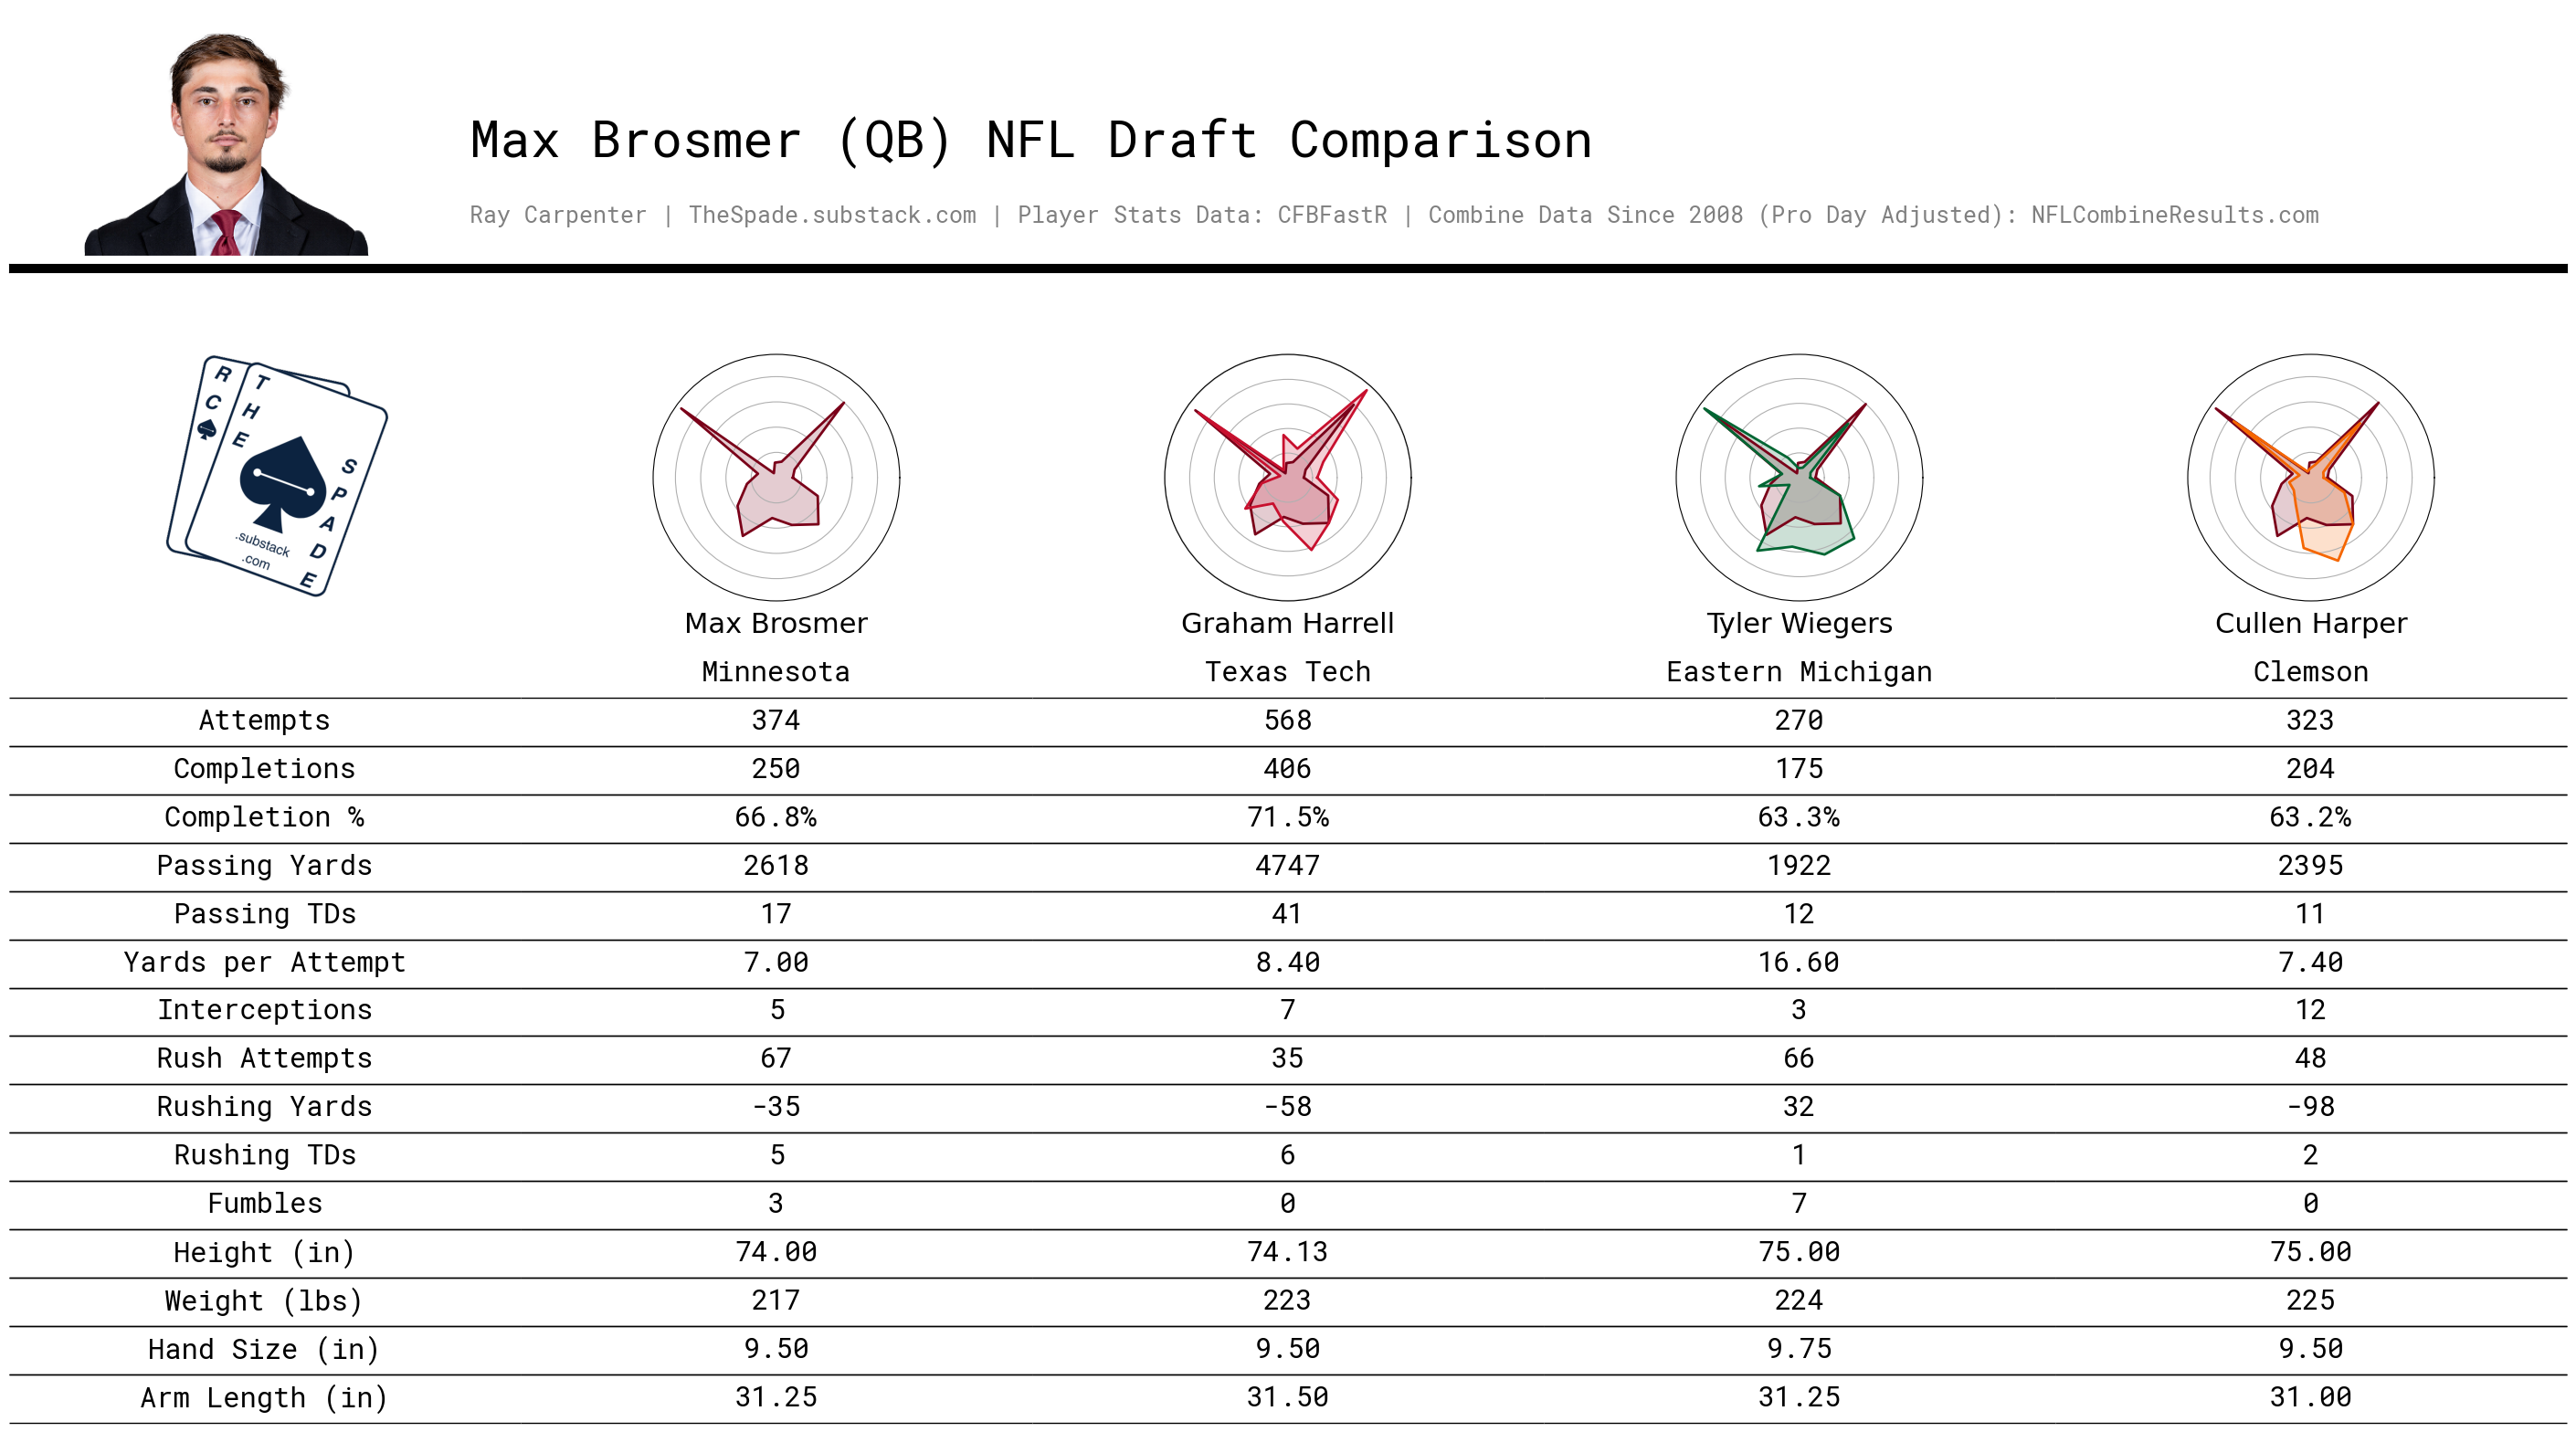 Max Brosmer (QB) NFL Draft Comparison
Ray Carpenter | TheSpade.substack.com | Player Stats Data: CFBFastR | Combine Data Since 2008 (Pro Day Adjusted): NFLCombineResults.com
RC
THE
SPADE
.substack
.com
Max Brosmer Graham Harrell Tyler Wiegers Cullen Harper
Minnesota Texas Tech Eastern Michigan Clemson
Attempts 374 568 270 323
Completions 250 406 175 204
Completion % 66.8% 71.5% 63.3% 63.2%
Passing Yards 2618 4747 1922 2395
Passing TDs 17 41 12 11
Yards per Attempt 7.00 8.40 16.60 7.40
Interceptions 5 7 3 12
Rush Attempts 67 35 66 48
Rushing Yards -35 -58 32 -98
Rushing TDs 5 6 1 2
Fumbles 3 0 7 0
Height (in) 74.00 74.13 75.00 75.00
Weight (lbs) 217 223 224 225
Hand Size (in) 9.50 9.50 9.75 9.50
Arm Length (in) 31.25 31.50 31.25 31.00